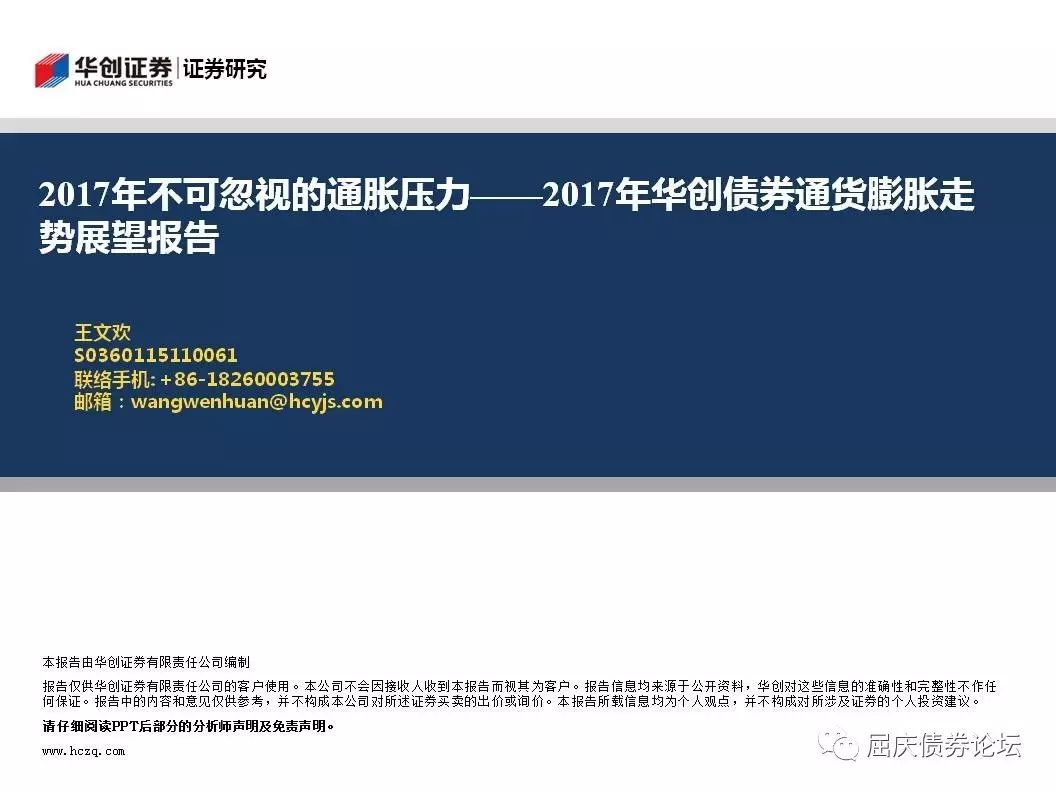 华创证券 证券研究
HUA CHUANG SECURITIES
2017年不可忽视的通胀压力——2017年华创债券通货膨胀走
势展望报告
王文欢
S0360115110061
联络手机: +86-18260003755
邮箱：wangwenhuan@hcyjs.com
本报告由华创证券有限责任公司编制
报告仅供华创证券有限责任公司的客户使用。本公司不会因接收人收到本报告而视其为客户。报告信息均来源于公开资料，华创对这些信息的准确性和完整性不作任
何保证。报告中的内容和意见仅供参考，并不构成本公司对所述证券买卖的出价或询价。本报告所载信息均为个人观点，并不构成对所涉及证券的个人投资建议。
请仔细阅读PPT后部分的分析师声明及免责声明。
www.hczq.com
屈庆债券论坛